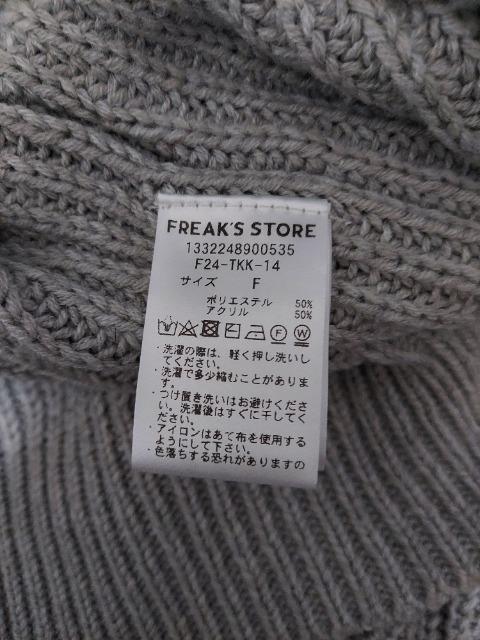 FREAK'S STORE
1332248900535
F24-TKK-14
サイズ F
ポリエステル 50%
アクリル 50%
・洗濯の際は、軽く押し洗いし
てください。
・洗濯で多少縮むことがありま
す。
・つけ置き洗いはお避けくださ
い。洗濯後はすぐに干してく
ださい。
・アイロンはあて布を使用する
ようにして下さい。
・色落ちする恐れがありますの